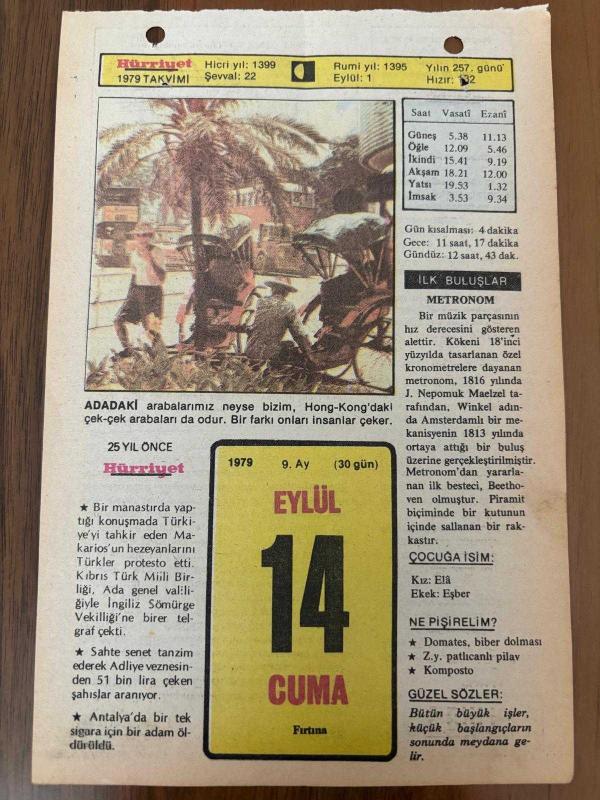 Hürriyet
1979 TAKVİMİ
Hicri yıl: 1399
Şevval: 22
Rumi yıl: 1395
Eylül: 1
Yılın 257. günü
Hızır: 132
Saat Vasatî Ezanî
Güneş 5.38 11.13
Öğle 12.09 5.46
İkindi 15.41 9.19
Akşam 18.21 12.00
Yatsı 19.53 1.32
İmsak 3.53 9.34
Gün kısalması: 4 dakika
Gece: 11 saat, 17 dakika
Gündüz: 12 saat, 43 dak.
ADADAKİ arabalarımız neyse bizim, Hong-Kong'daki
çek-çek arabaları da odur. Bir farkı onları insanlar çeker.
İLK BULUŞLAR
METRONOM
Bir müzik parçasının
hız derecesini gösteren
alettir. Kökeni 18'inci
yüzyılda tasarlanan özel
kronometrelere dayanan
metronom, 1816 yılında
J. Nepomuk Maelzel ta-
rafından, Winkel adın-
da Amsterdamlı bir me-
kanisyenin 1813 yılında
ortaya attığı bir buluş
üzerine gerçekleştirilmiştir.
Metronom'dan yararla-
nan ilk besteci, Beetho-
ven olmuştur. Piramit
biçiminde bir kutunun
içinde sallanan bir rak-
kastır.
ÇOCUĞA İSİM:
Kız: Elâ
Ekek: Eşber
NE PİŞİRELİM?
★ Domates, biber dolması
★ Z.y. patlıcanlı pilav
★ Komposto
GÜZEL SÖZLER:
Bütün büyük işler,
küçük başlangıçların
sonunda meydana ge-
lir.
25 YIL ÖNCE
Hürriyet
★ Bir manastırda yap-
tığı konuşmada Türki-
ye'yi tahkir eden Ma-
karios'un hezeyanlarını
Türkler protesto etti.
Kıbrıs Türk Milli Bir-
liği, Ada genel valili-
ğiyle İngiliz Sömürge
Vekilliği'ne birer tel-
graf çekti.
★ Sahte senet tanzim
ederek Adliye veznesin-
den 51 bin lira çeken
şahıslar aranıyor.
★ Antalya'da bir tek
sigara için bir adam öl-
dürüldü.
1979 9. Ay (30 gün)
EYLÜL
14
CUMA
Fırtına